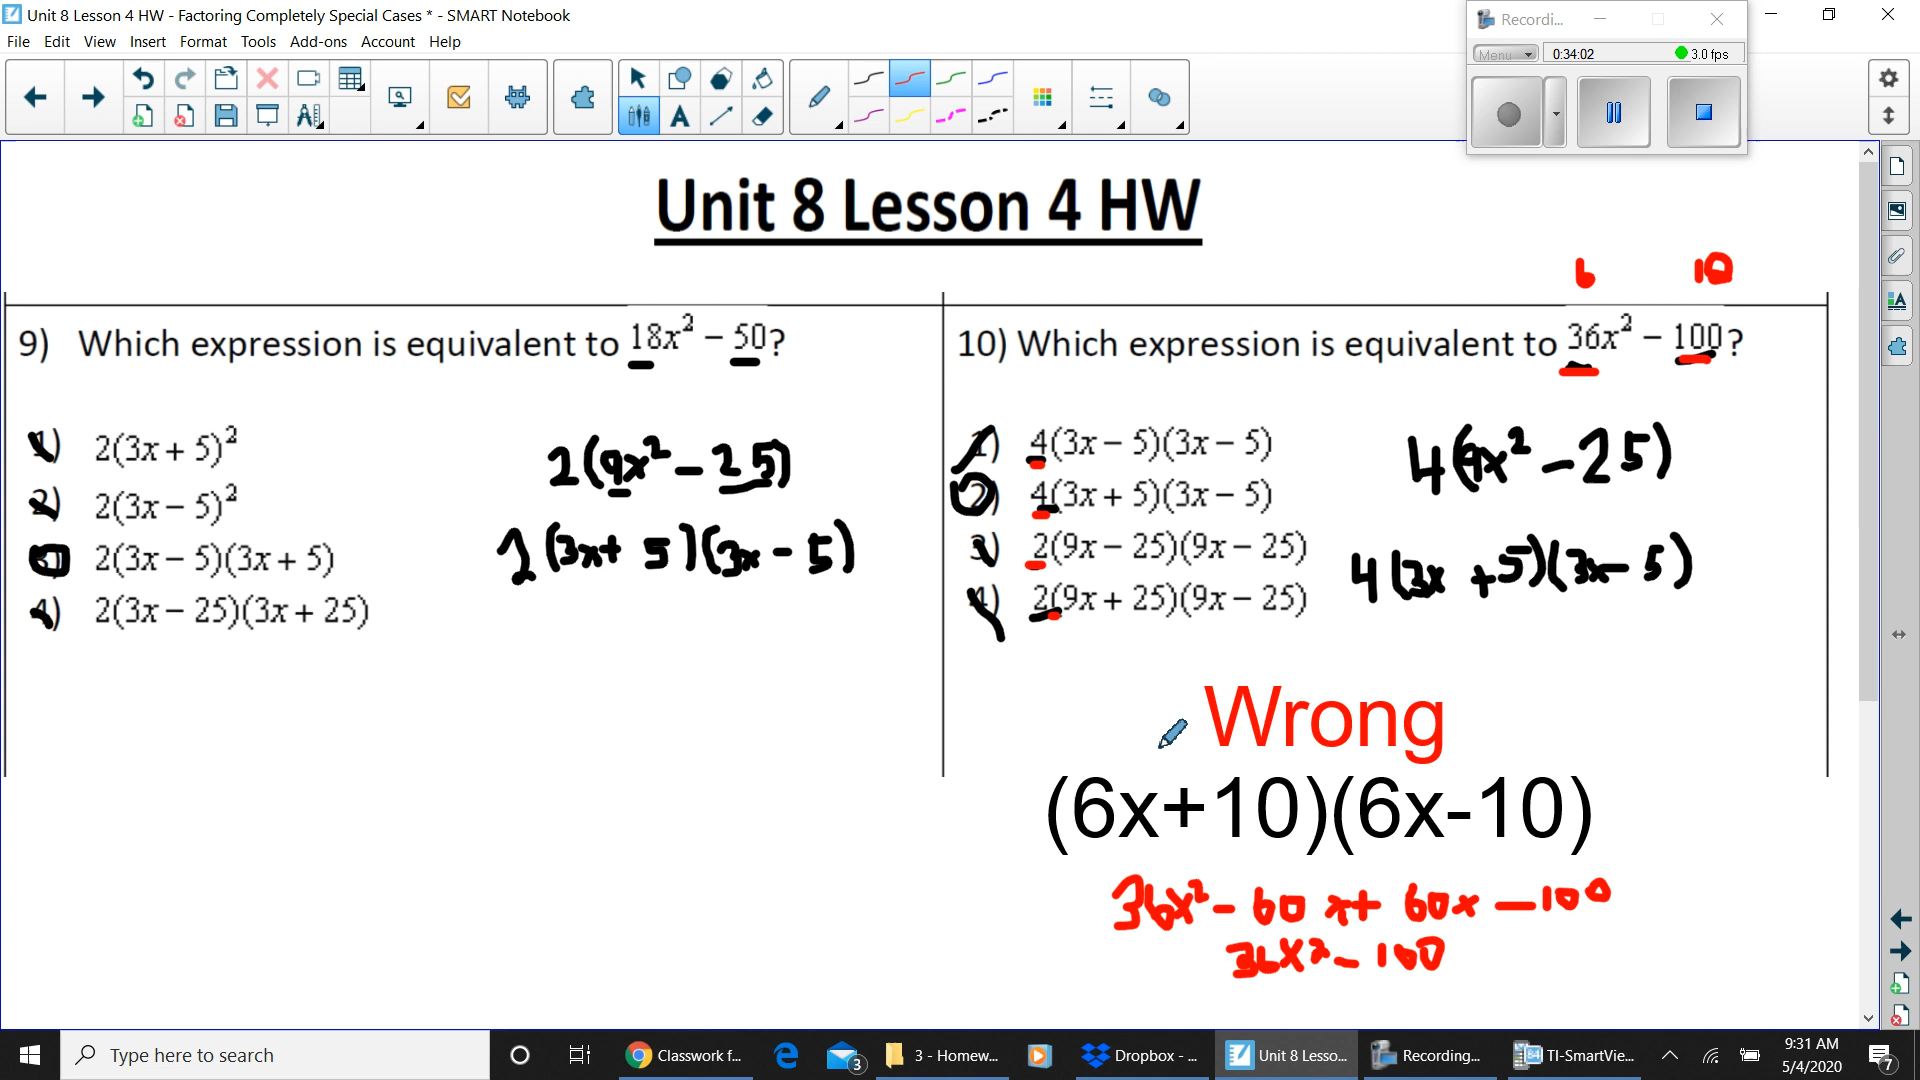 Unit 8 Lesson 4 HW - Factoring Completely Special Cases * - SMART Notebook
File Edit View Insert Format Tools Add-ons Account Help
Recordi...
Menu 0:34:02 3.0 fps
Unit 8 Lesson 4 HW
6 10
9) Which expression is equivalent to 18x² − 50?
1) 2(3x + 5)²
2) 2(3x − 5)²
3) 2(3x − 5)(3x + 5)
4) 2(3x − 25)(3x + 25)
2(9x² − 25)
2(3x + 5)(3x − 5)
10) Which expression is equivalent to 36x² − 100?
1) 4(3x − 5)(3x − 5)
2) 4(3x + 5)(3x − 5)
3) 2(9x − 25)(9x − 25)
4) 2(9x + 25)(9x − 25)
4(9x² − 25)
4(3x + 5)(3x − 5)
Wrong
(6x+10)(6x-10)
36x² − 60x + 60x − 100
36x² − 100
Type here to search
Classwork f...
3
3 - Homew...
Dropbox - ...
Unit 8 Lesso...
Recording...
TI-SmartVie...
9:31 AM
5/4/2020
7